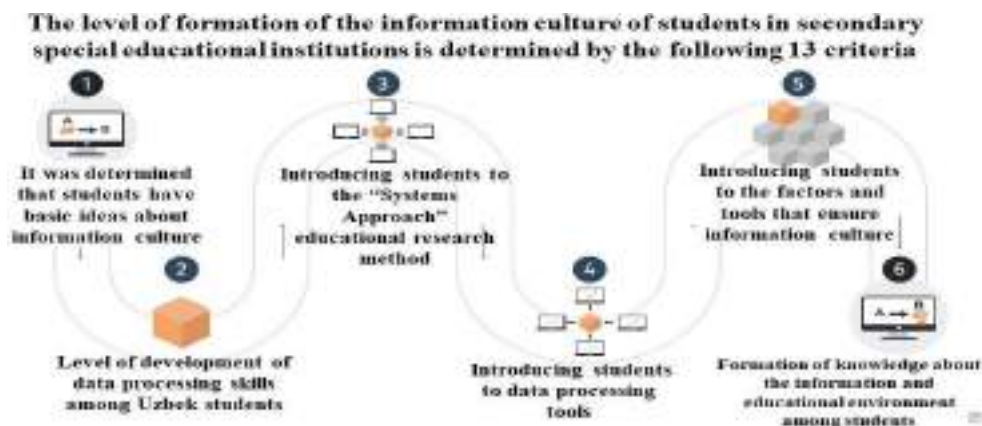 The level of formation of the information culture of students in secondary
special educational institutions is determined by the following 13 criteria
1
It was determined
that students have
basic ideas about
information culture
2
Level of development of
data processing skills
among Uzbek students
3
Introducing students to
the "Systems
Approach"
educational research
method
4
Introducing students
to data processing
tools
5
Introducing students
to the factors and
tools that ensure
information culture
6
A
Formation of knowledge about
the information and
educational environment
among students